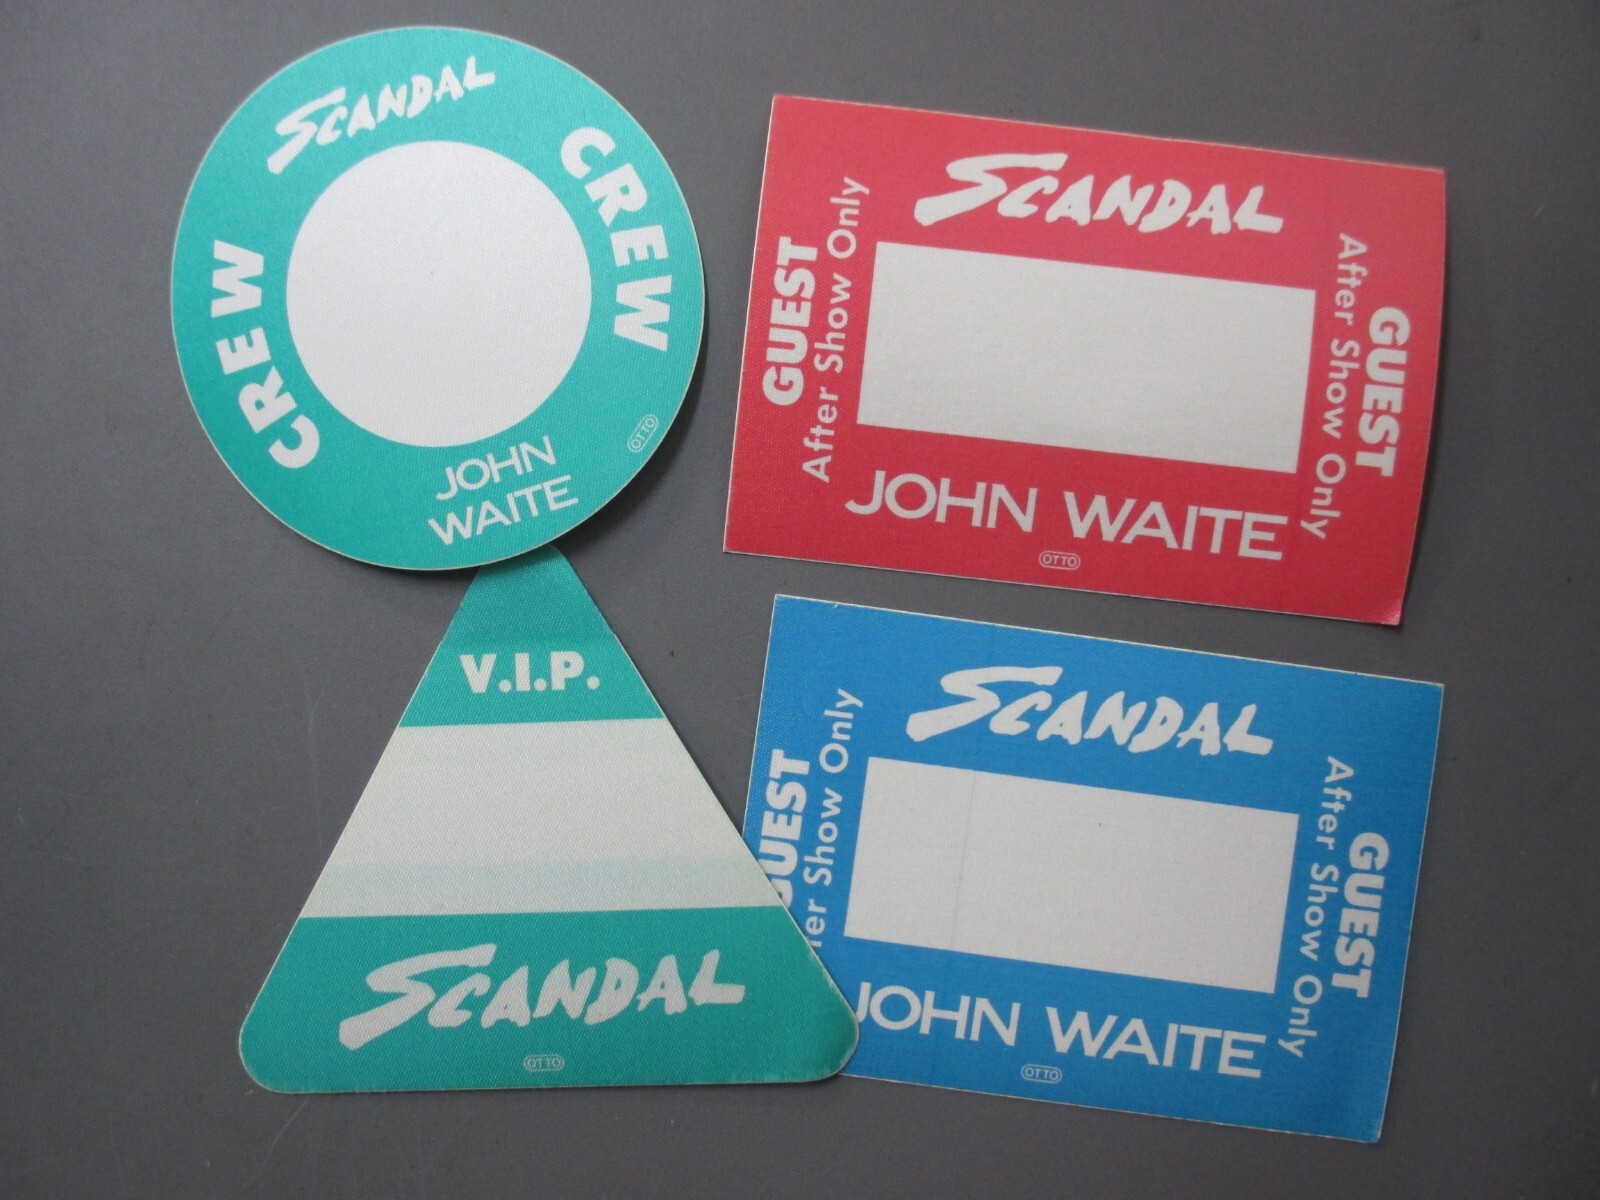 SCANDAL
CREW
CREW
JOHN
WAITE
OTTO
SCANDAL
GUEST
After Show Only
GUEST
After Show Only
JOHN WAITE
OTTO
V.I.P.
SCANDAL
OTTO
SCANDAL
GUEST
After Show Only
GUEST
After Show Only
JOHN WAITE
OTTO